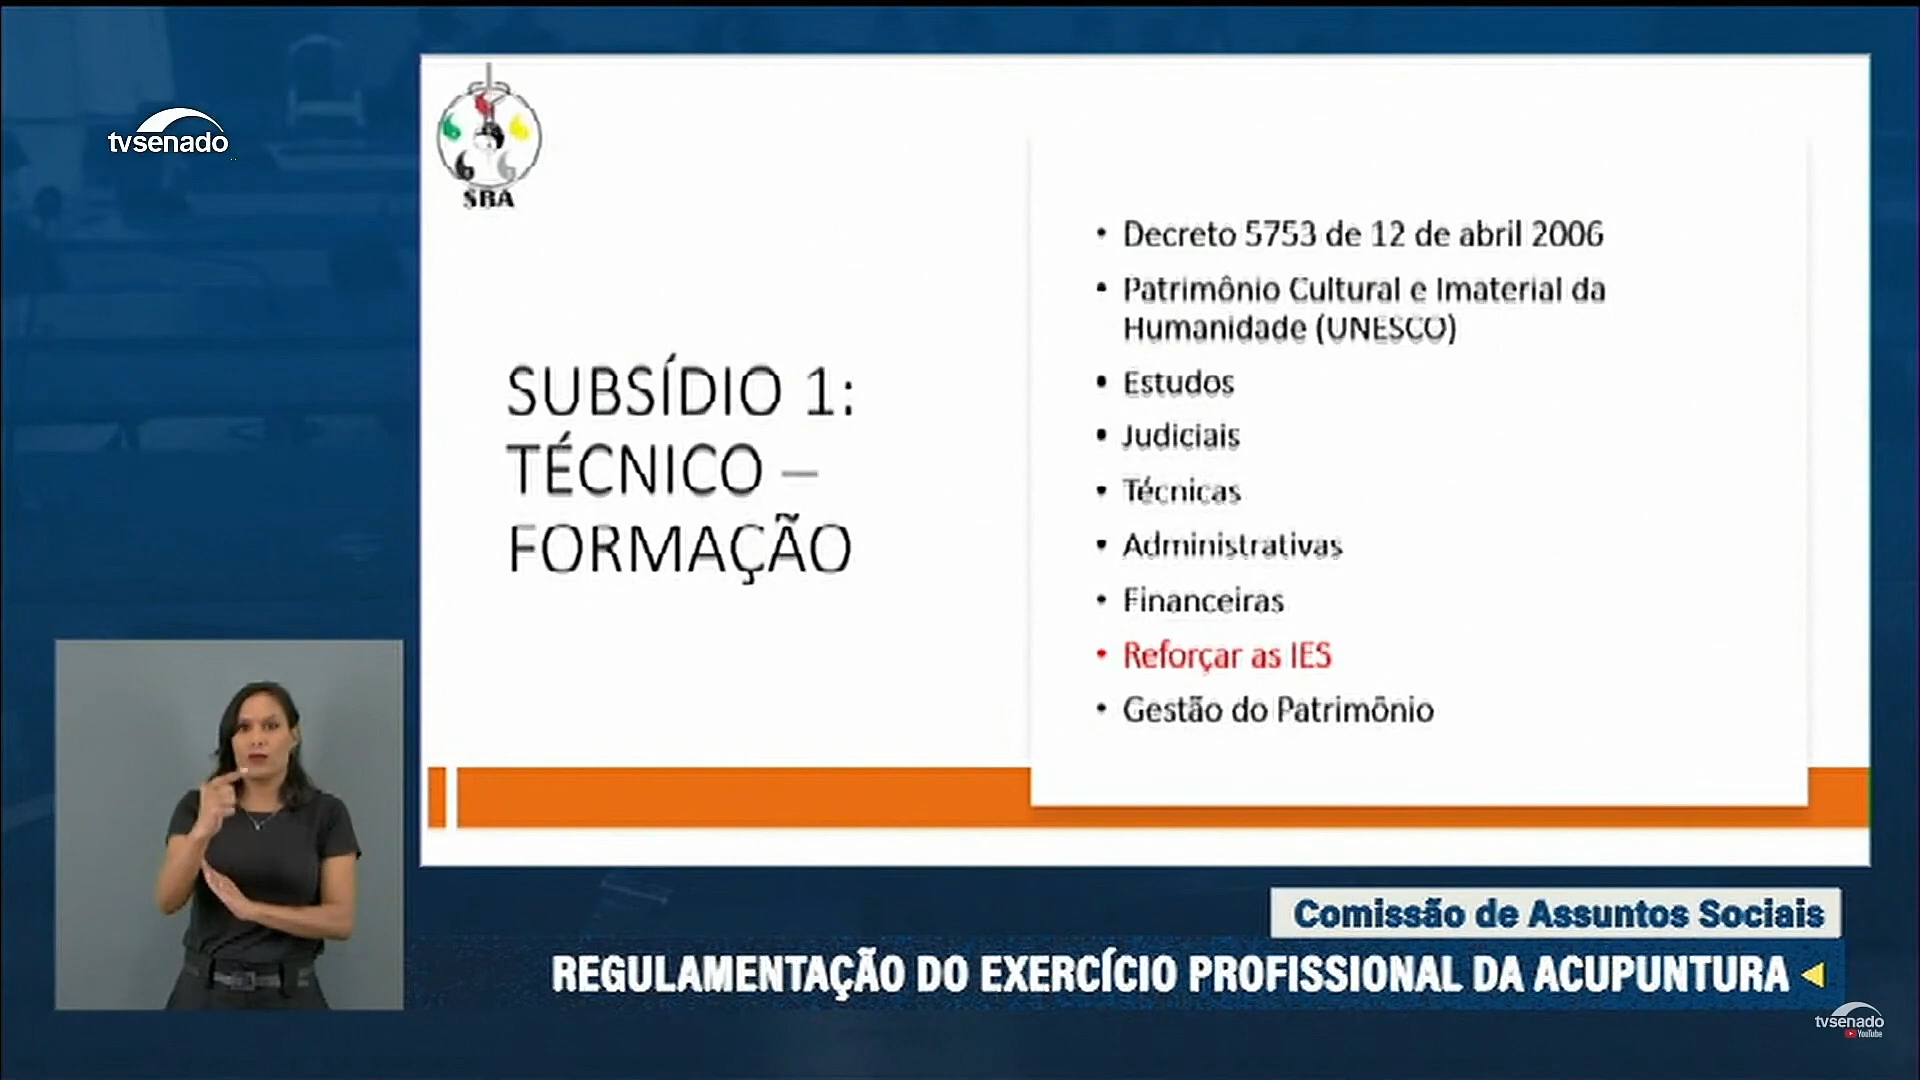 tvsenado
SBA
SUBSÍDIO 1:
TÉCNICO –
FORMAÇÃO
• Decreto 5753 de 12 de abril 2006
• Patrimônio Cultural e Imaterial da
Humanidade (UNESCO)
• Estudos
• Judiciais
• Técnicas
• Administrativas
• Financeiras
• Reforçar as IES
• Gestão do Patrimônio
Comissão de Assuntos Sociais
REGULAMENTAÇÃO DO EXERCÍCIO PROFISSIONAL DA ACUPUNTURA
tvsenado
YouTube